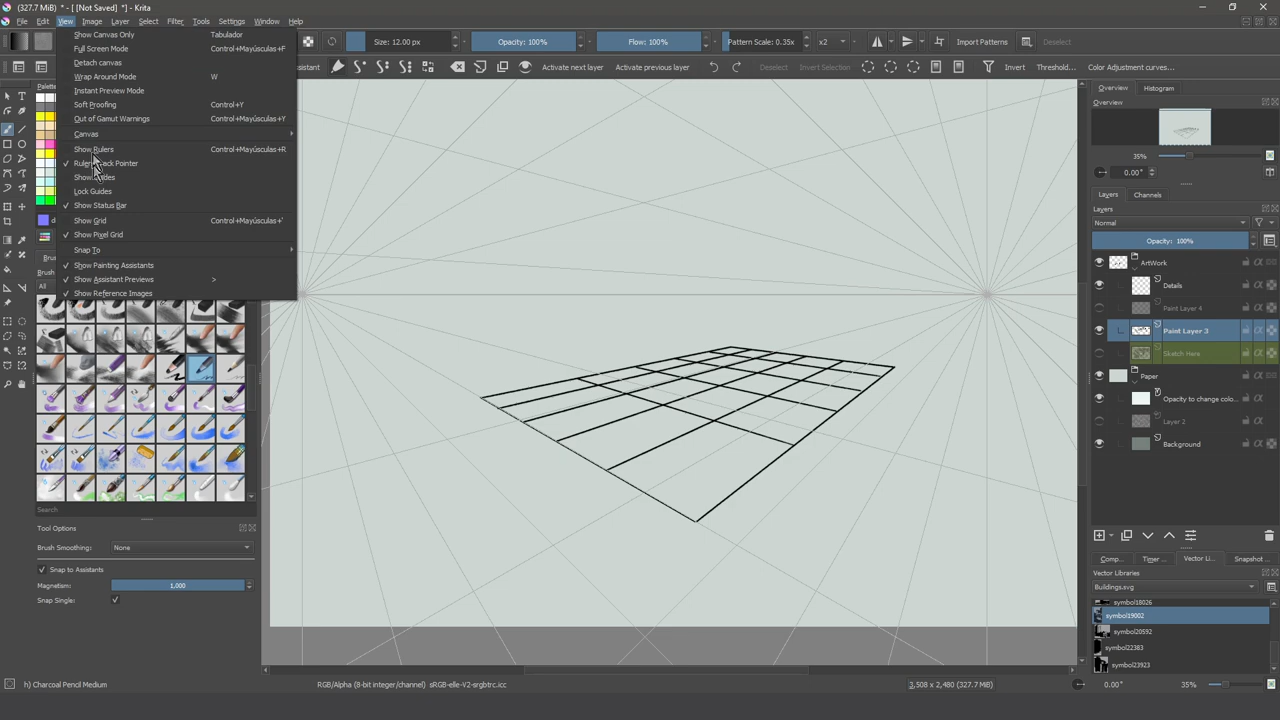 (327.7 MiB) * - [Not Saved] * - Krita
File Edit View Image Layer Select Filter Tools Settings Window Help
Size: 12.00 px Opacity: 100% Flow: 100% Pattern Scale: 0.35x x2 Import Patterns Deselect
Activate next layer Activate previous layer Deselect Invert Selection Invert Threshold... Color Adjustment curves...
Show Canvas Only Tabulador
Full Screen Mode Control+Mayúsculas+F
Detach canvas
Wrap Around Mode W
Instant Preview Mode
Soft Proofing Control+Y
Out of Gamut Warnings Control+Mayúsculas+Y
Canvas
Show Rulers Control+Mayúsculas+R
Pointer
Show
Lock Guides
Show Status Bar
Show Grid Control+Mayúsculas+'
Show Pixel Grid
Snap To
Show Painting Assistants
Show Assistant Previews >
Show Reference Images
All
Search
Tool Options
Brush Smoothing: None
Snap to Assistants
Magnetism: 1,000
Snap Single:
h) Charcoal Pencil Medium
RGB/Alpha (8-bit integer/channel) sRGB-elle-V2-srgbtrc.icc
3,508 x 2,480 (327.7 MiB)
0.00° 35%
Overview Histogram
Overview
35%
0.00°
Layers Channels
Layers
Normal
Opacity: 100%
ArtWork
Details
Paint Layer 4
Paint Layer 3
Sketch Here
Paper
Opacity to change colo...
Layer 2
Background
Comp... Timer ... Vector Li... Snapshot ...
Vector Libraries
Buildings.svg
symbol18026
symbol19002
symbol20592
symbol22383
symbol23923